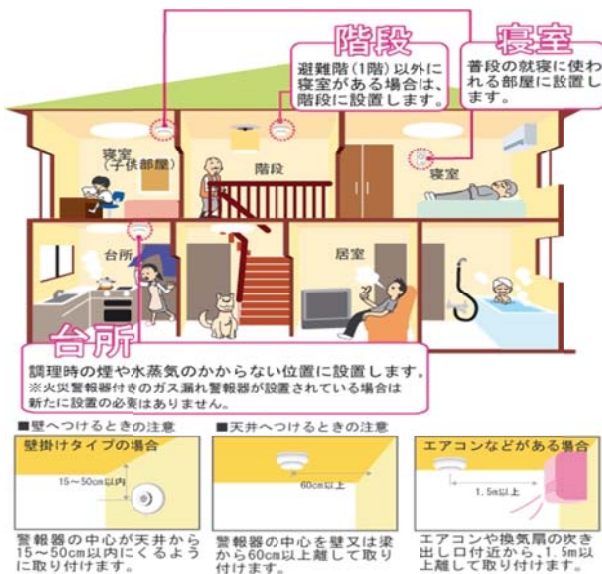 階段
避難階(1階)以外に
寝室がある場合は、
階段に設置します。
寝室
普段の就寝に使わ
れる部屋に設置し
ます。
寝室
(子供部屋)
階段
寝室
台所
居室
台所
調理時の煙や水蒸気のかからない位置に設置します。
※火災警報器付きのガス漏れ警報器が設置されている場合は
新たに設置の必要はありません。
■壁へつけるときの注意
壁掛けタイプの場合
15～50cm以内
警報器の中心が天井から
15～50cm以内にくるよう
に取り付けます。
■天井へつけるときの注意
60cm以上
警報器の中心を壁又は梁
から60cm以上離して取り
付けます。
エアコンなどがある場合
1.5m以上
エアコンや換気扇の吹き
出し口付近から、1.5m以
上離して取り付けます。